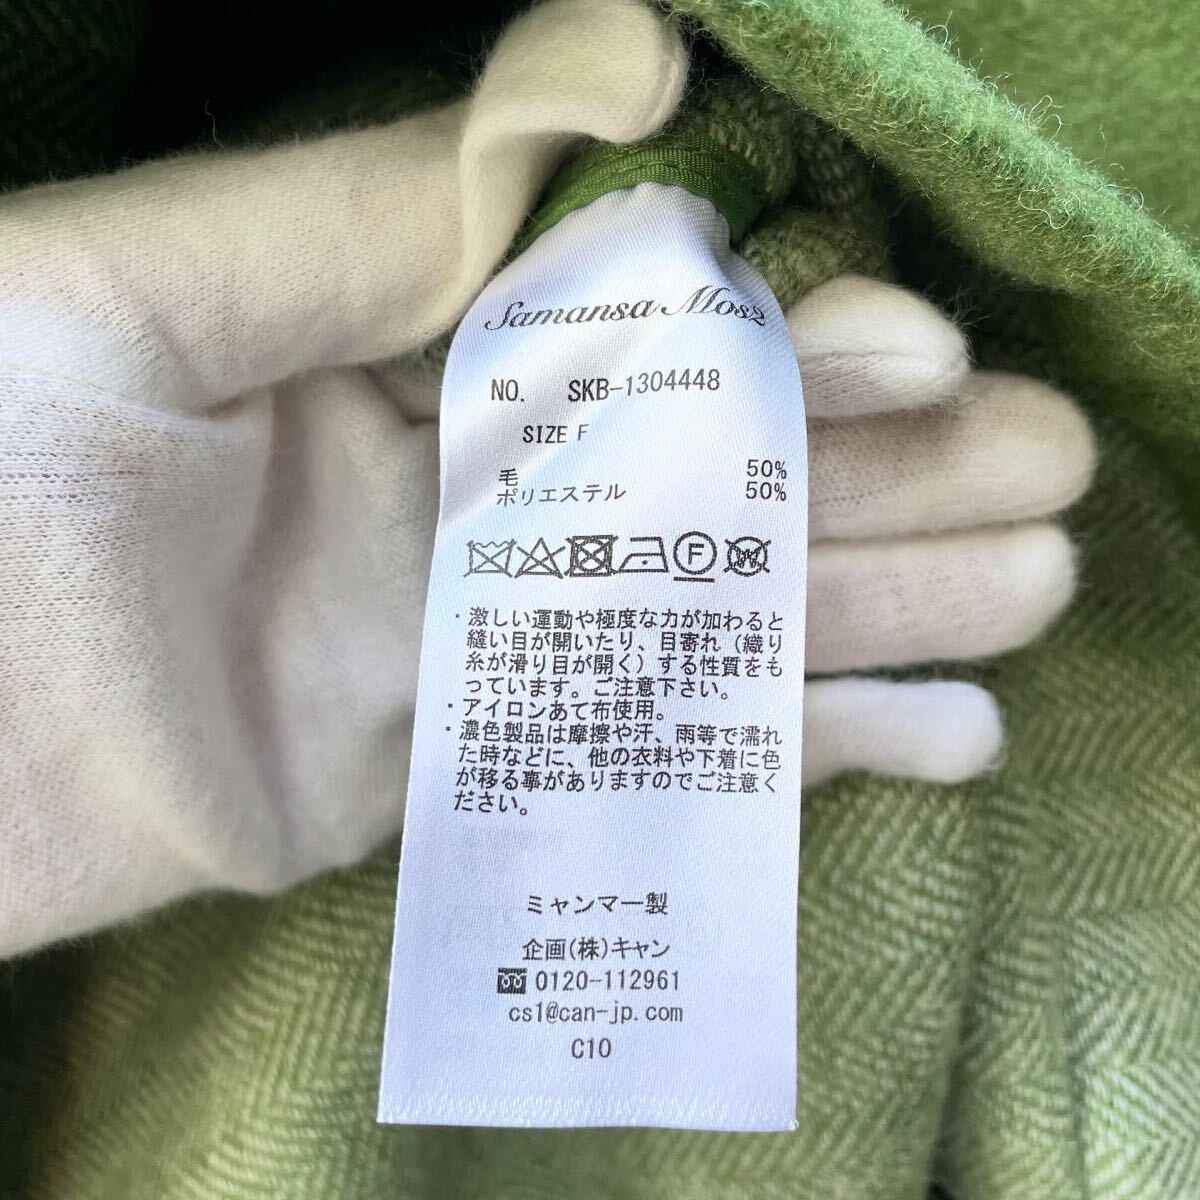 Samansa Mos2
NO. SKB-1304448
SIZE F
毛 50%
ポリエステル 50%
F W
・激しい運動や極度な力が加わると
縫い目が開いたり、目寄れ（織り
糸が滑り目が開く）する性質をも
っています。ご注意下さい。
・アイロンあて布使用。
・濃色製品は摩擦や汗、雨等で濡れ
た時などに、他の衣料や下着に色
が移る事がありますのでご注意く
ださい。
ミャンマー製
企画(株)キャン
0120-112961
cs1@can-jp.com
C10